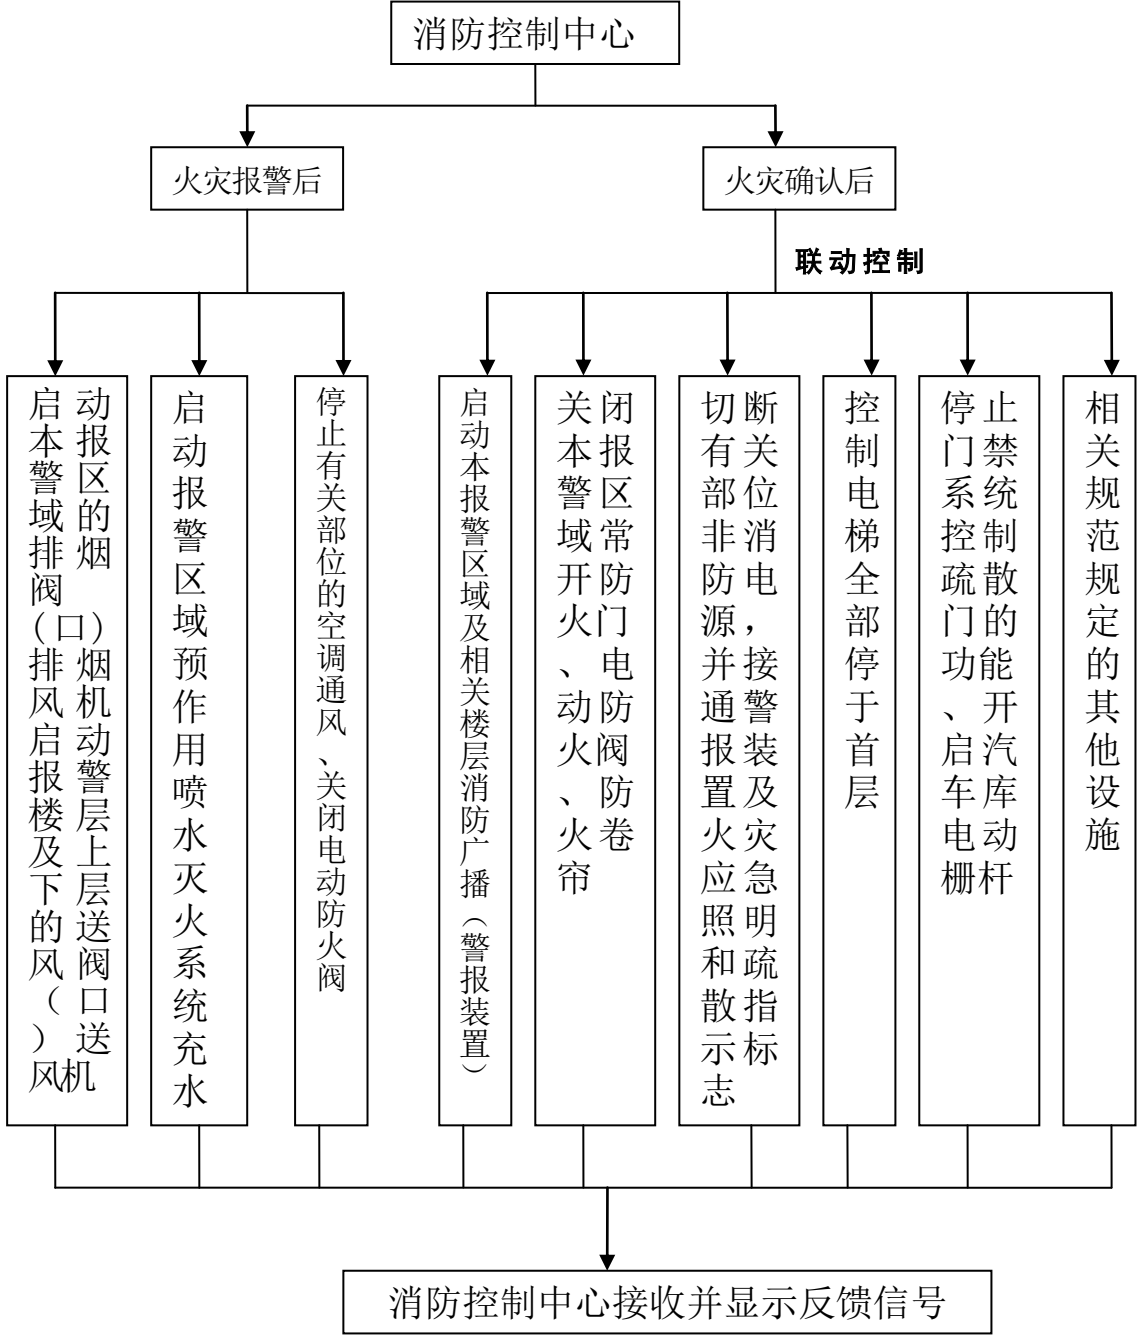 消防控制中心
火灾报警后
火灾确认后
联动控制
启动本报警区域的排烟阀（口）排烟风机启动报警楼层及上下层的送风阀（口）送风机
启动报警区域预作用喷水灭火系统充水
停止有关部位的空调通风、关闭电动防火阀
启动本报警区域及相关楼层消防广播（警报装置）
关闭本报警区域常开防火门、电动防火阀、防火卷帘
切断有关部位非消防电源，并接通警报装置及火灾应急照明和疏散指示标志
控制电梯全部停于首层
停止门禁系统控制疏散门的功能、开启汽车库电动栅杆
相关规范规定的其他设施
消防控制中心接收并显示反馈信号